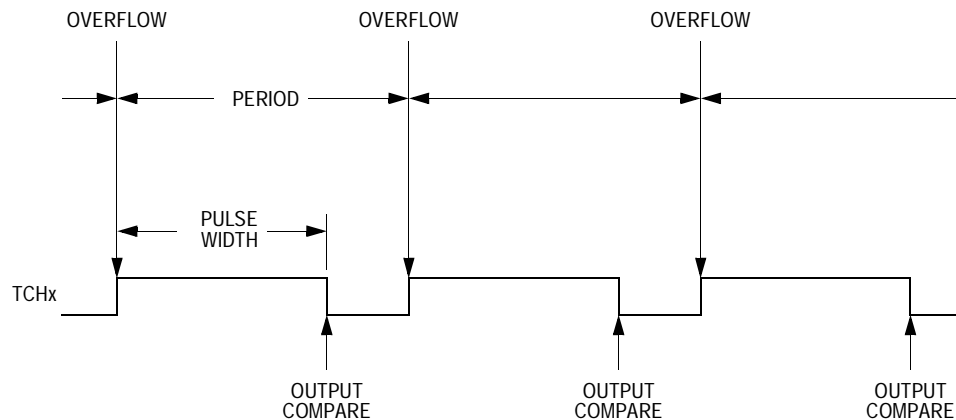 OVERFLOW
OVERFLOW
OVERFLOW
PERIOD
PULSE
WIDTH
TCHx
OUTPUT
COMPARE
OUTPUT
COMPARE
OUTPUT
COMPARE